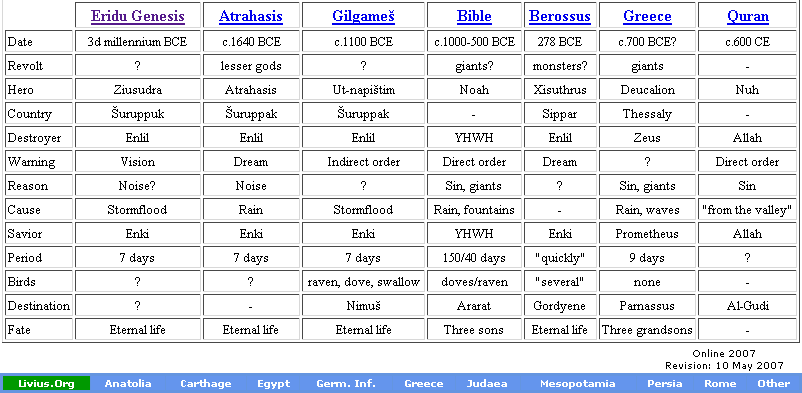 Eridu Genesis Atrahasis Gilgameš Bible Berossus Greece Quran
Date 3d millennium BCE c.1640 BCE c.1100 BCE c.1000-500 BCE 278 BCE c.700 BCE? c.600 CE
Revolt ? lesser gods ? giants? monsters? giants -
Hero Ziusudra Atrahasis Ut-napištim Noah Xisuthrus Deucalion Nuh
Country Šuruppuk Šuruppak Šuruppak - Sippar Thessaly -
Destroyer Enlil Enlil Enlil YHWH Enlil Zeus Allah
Warning Vision Dream Indirect order Direct order Dream ? Direct order
Reason Noise? Noise ? Sin, giants ? Sin, giants Sin
Cause Stormflood Rain Stormflood Rain, fountains - Rain, waves "from the valley"
Savior Enki Enki Enki YHWH Enki Prometheus Allah
Period 7 days 7 days 7 days 150/40 days "quickly" 9 days ?
Birds ? ? raven, dove, swallow doves/raven "several" none -
Destination ? - Nimuš Ararat Gordyene Parnassus Al-Gudi
Fate Eternal life Eternal life Eternal life Three sons Eternal life Three grandsons -
Online 2007
Revision: 10 May 2007
Livius.Org Anatolia Carthage Egypt Germ. Inf. Greece Judaea Mesopotamia Persia Rome Other